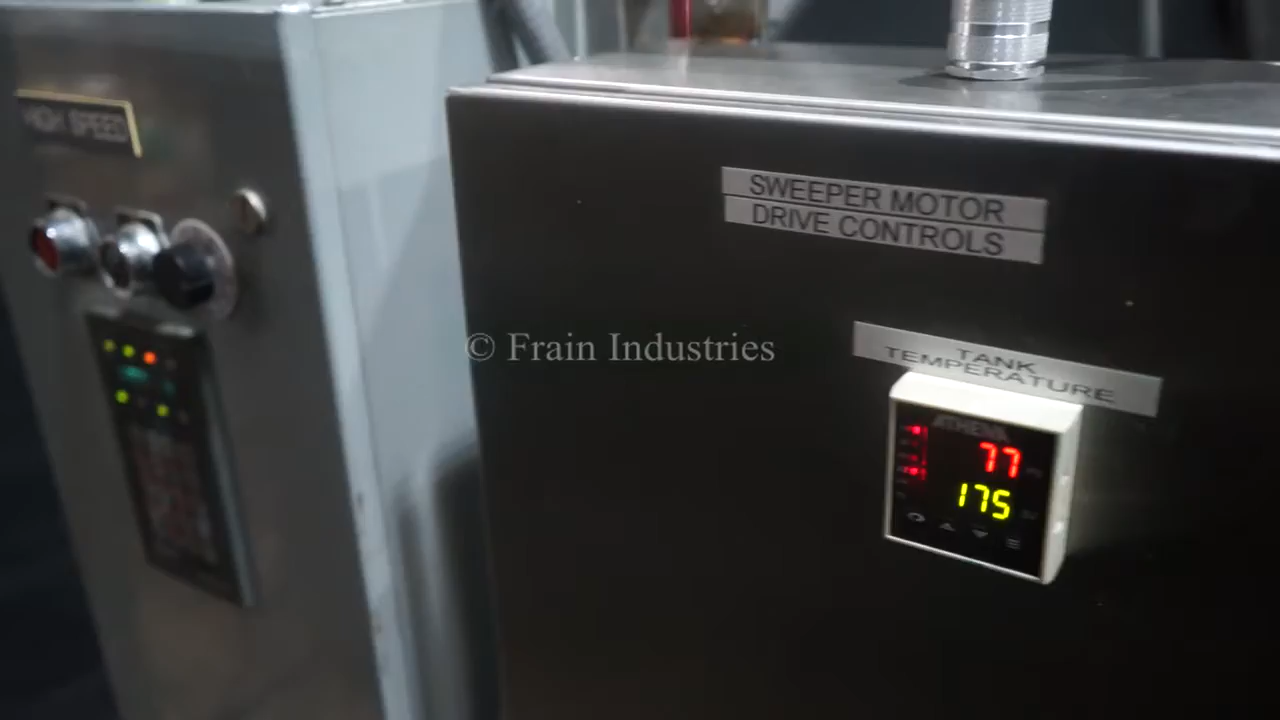 HIGH SPEED
SWEEPER MOTOR
DRIVE CONTROLS
© Frain Industries
TANK
TEMPERATURE
ATHENA
77
175